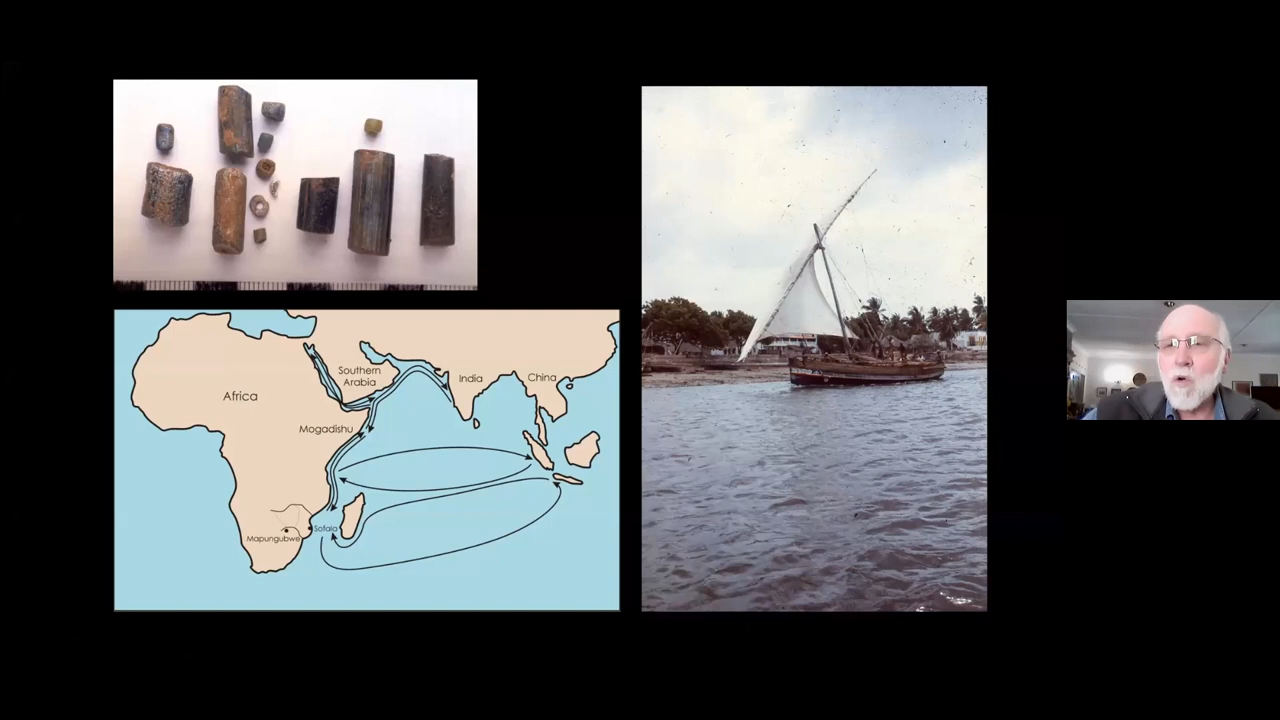 Southern
Arabia
India
China
Africa
Mogadishu
Sofala
Mapungubwe